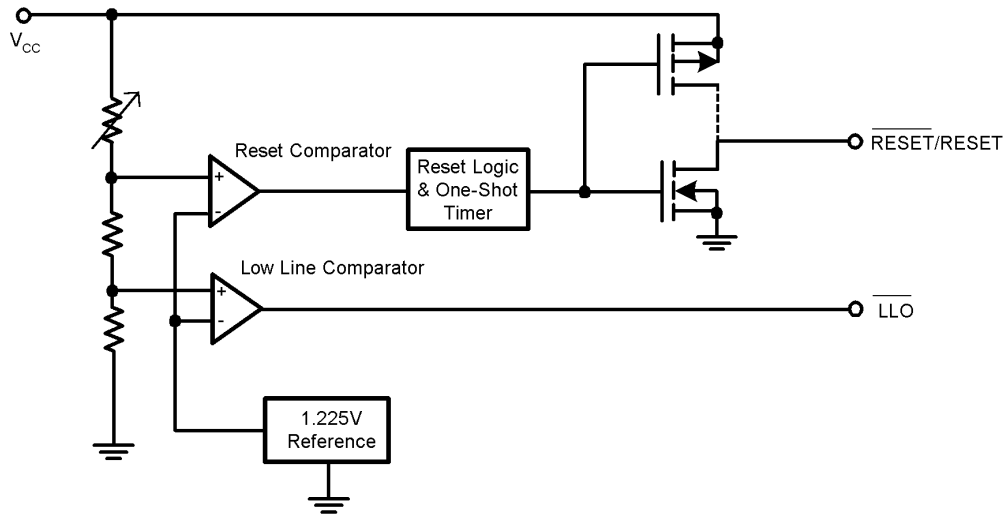 VCC
Reset Comparator
+
-
Reset Logic
& One-Shot
Timer
RESET/RESET
Low Line Comparator
+
-
LLO
1.225V
Reference